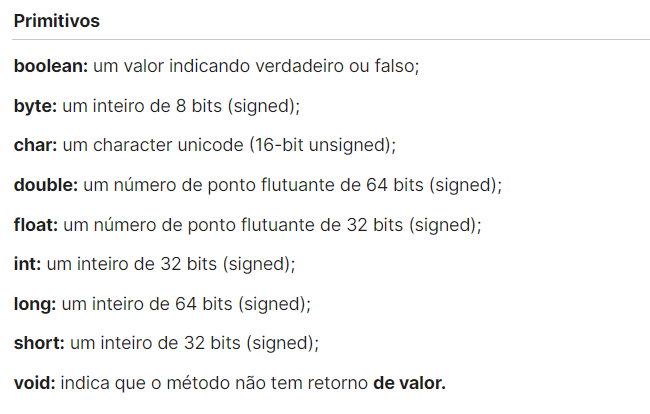 Primitivos
boolean: um valor indicando verdadeiro ou falso;
byte: um inteiro de 8 bits (signed);
char: um character unicode (16-bit unsigned);
double: um número de ponto flutuante de 64 bits (signed);
float: um número de ponto flutuante de 32 bits (signed);
int: um inteiro de 32 bits (signed);
long: um inteiro de 64 bits (signed);
short: um inteiro de 32 bits (signed);
void: indica que o método não tem retorno de valor.